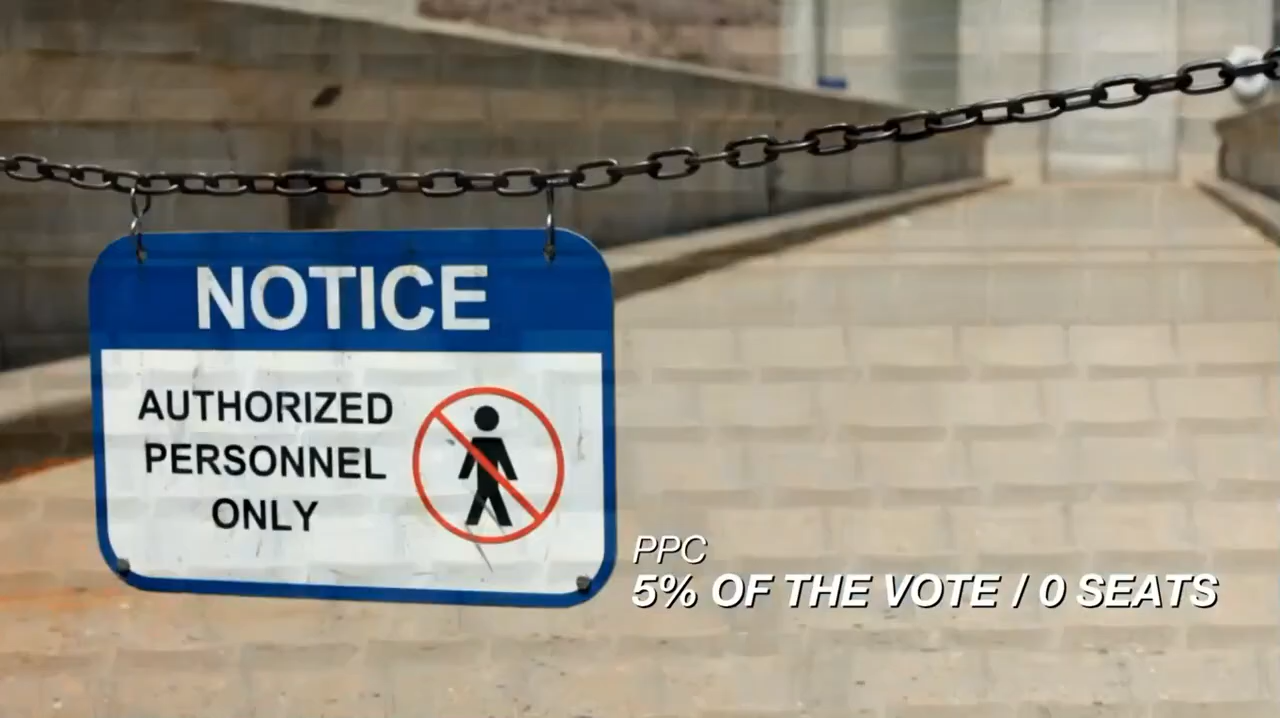 NOTICE
AUTHORIZED
PERSONNEL
ONLY
PPC
5% OF THE VOTE / 0 SEATS